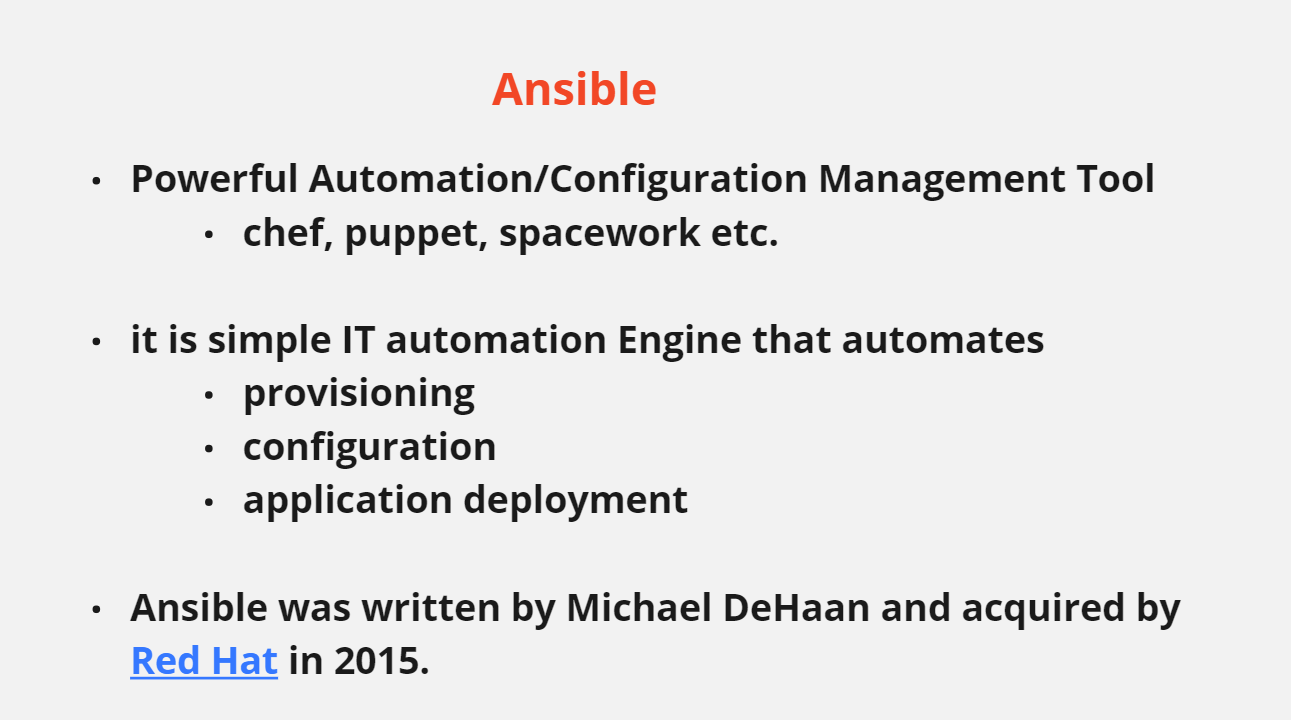 Ansible
• Powerful Automation/Configuration Management Tool
• chef, puppet, spacework etc.
• it is simple IT automation Engine that automates
• provisioning
• configuration
• application deployment
• Ansible was written by Michael DeHaan and acquired by
Red Hat in 2015.